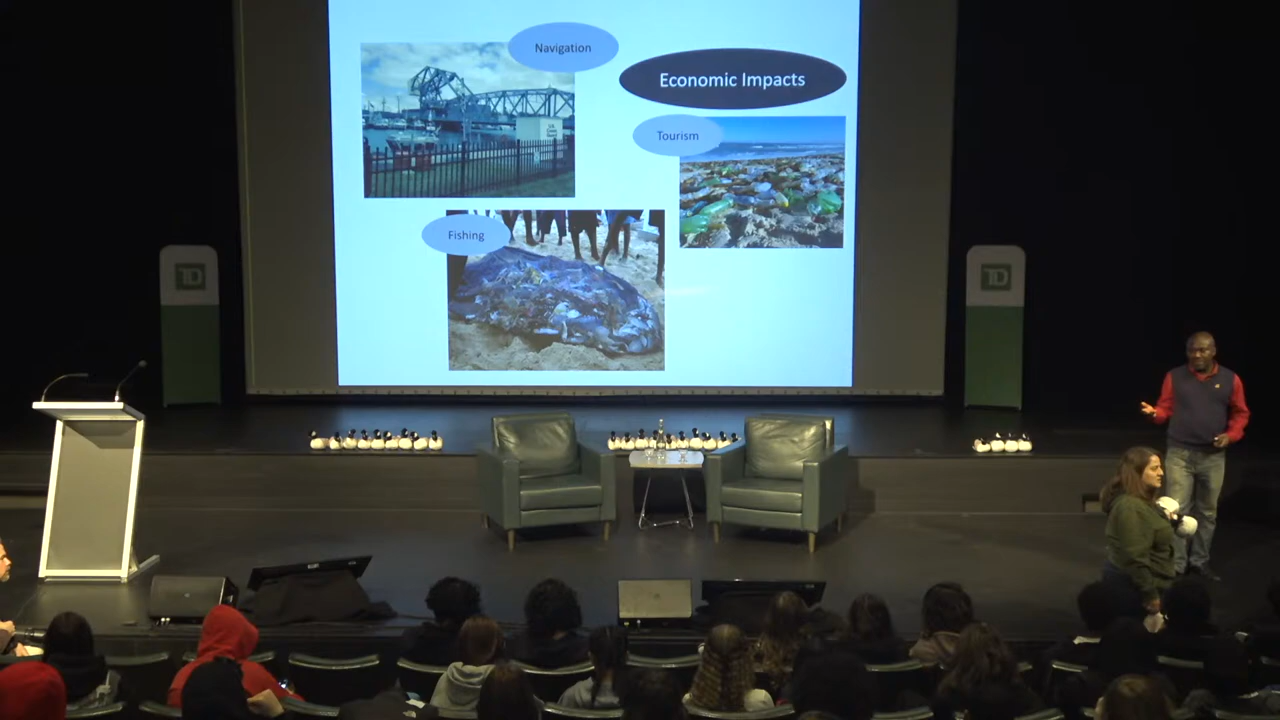 Navigation
Economic Impacts
Tourism
Fishing
TD
TD